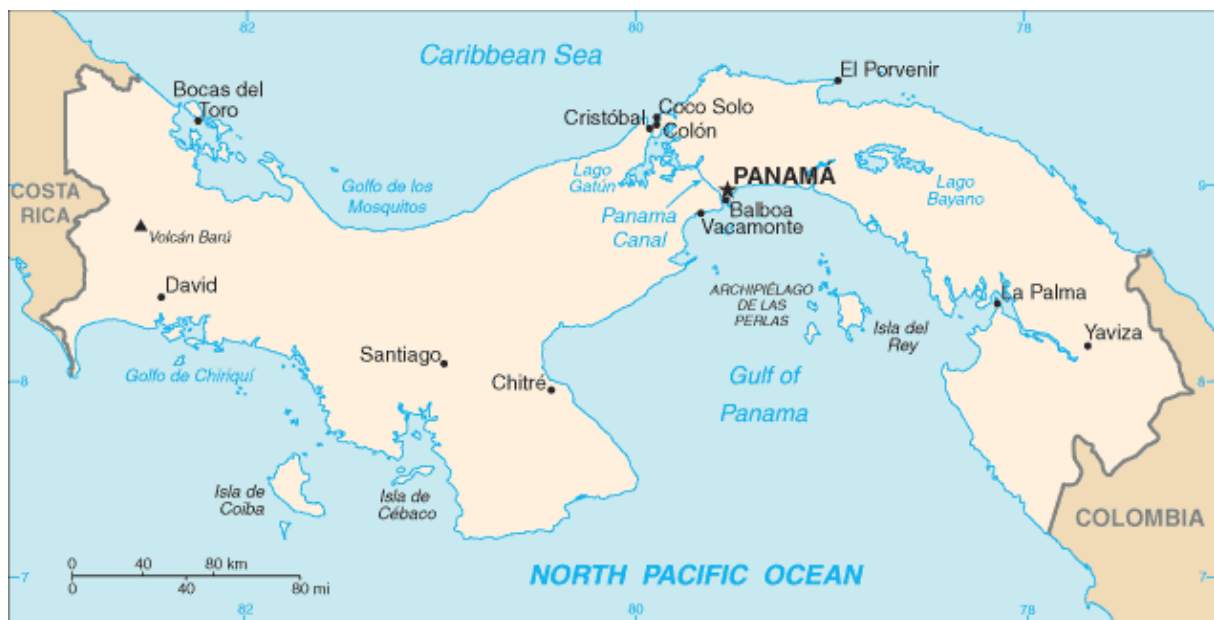 82
80
78
Caribbean Sea
El Porvenir
Bocas del
Toro
Coco Solo
Cristóbal
Colón
COSTA
RICA
Golfo de los
Mosquitos
Lago
Gatún
PANAMÁ
Lago
Bayano
9
9
Panama
Canal
Balboa
Vacamonte
Volcán Barú
David
ARCHIPIÉLAGO
DE LAS
PERLAS
La Palma
Isla del
Rey
Yaviza
Santiago
Golfo de Chiriquí
Chitré
Gulf of
Panama
8
8
Isla de
Coiba
Isla de
Cébaco
COLOMBIA
0 40 80 km
0 40 80 mi
NORTH PACIFIC OCEAN
7
7
82
80
78